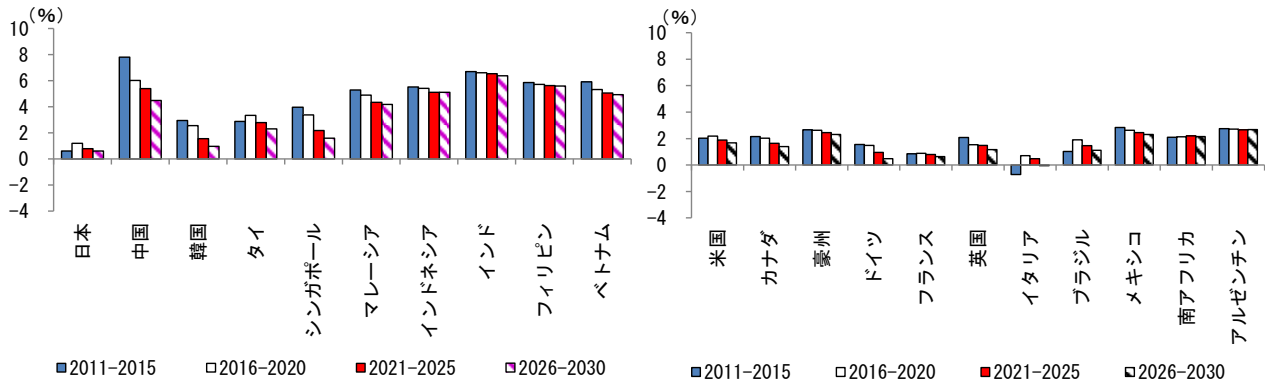 (%)
10
8
6
4
2
0
-2
-4
日本
中国
韓国
タイ
シンガポール
マレーシア
インドネシア
インド
フィリピン
ベトナム
2011-2015
2016-2020
2021-2025
2026-2030
(%)
10
8
6
4
2
0
-2
-4
米国
カナダ
豪州
ドイツ
フランス
英国
イタリア
ブラジル
メキシコ
南アフリカ
アルゼンチン
2011-2015
2016-2020
2021-2025
2026-2030